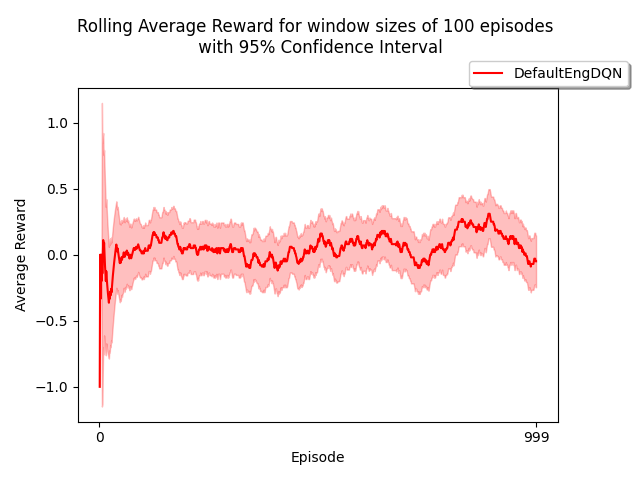 Rolling Average Reward for window sizes of 100 episodes
with 95% Confidence Interval
DefaultEngDQN
1.0
0.5
0.0
−0.5
−1.0
Average Reward
0
999
Episode